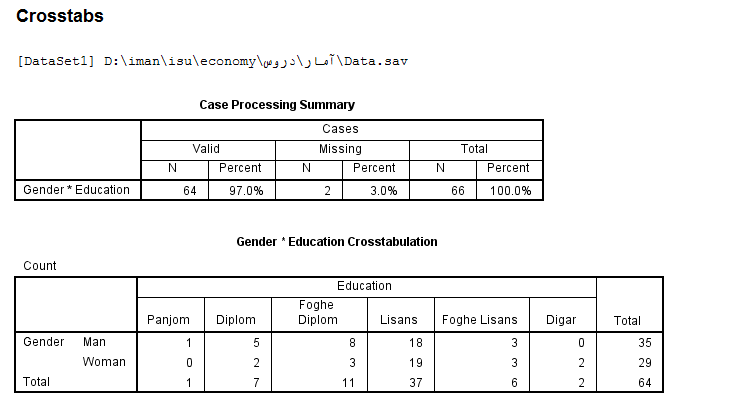 Crosstabs
[DataSet1] D:\iman\isu\economy\آمار\دروس\Data.sav
Case Processing Summary
Cases
Valid Missing Total
N Percent N Percent N Percent
Gender * Education 64 97.0% 2 3.0% 66 100.0%
Gender * Education Crosstabulation
Count
Education
Panjom Diplom Foghe Diplom Lisans Foghe Lisans Digar Total
Gender Man 1 5 8 18 3 0 35
Woman 0 2 3 19 3 2 29
Total 1 7 11 37 6 2 64